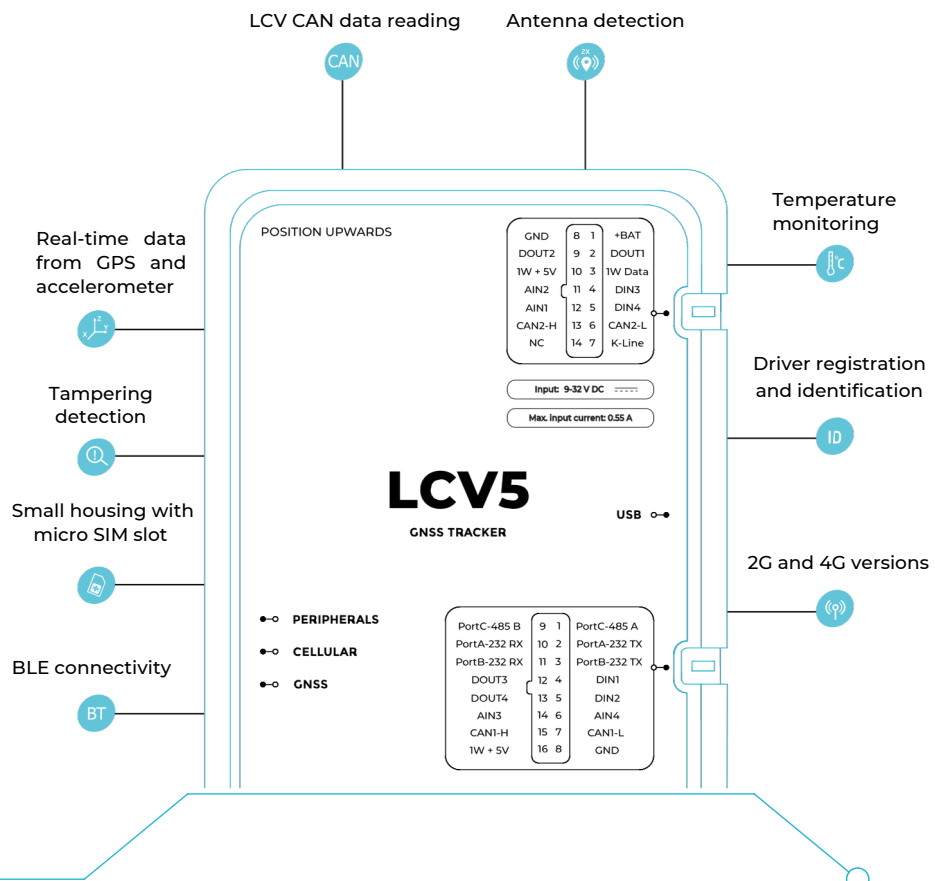 LCV CAN data reading
CAN
Antenna detection
2X
Temperature
monitoring
°C
Real-time data
from GPS and
accelerometer
Z
X Y
Tampering
detection
Small housing with
micro SIM slot
BLE connectivity
BT
POSITION UPWARDS
GND 8 1 +BAT
DOUT2 9 2 DOUT1
1W + 5V 10 3 1W Data
AIN2 11 4 DIN3
AIN1 12 5 DIN4
CAN2-H 13 6 CAN2-L
NC 14 7 K-Line
Input: 9-32 V DC
Max. input current: 0.55 A
LCV5
GNSS TRACKER
USB
PERIPHERALS
CELLULAR
GNSS
PortC-485 B 9 1 PortC-485 A
PortA-232 RX 10 2 PortA-232 TX
PortB-232 RX 11 3 PortB-232 TX
DOUT3 12 4 DIN1
DOUT4 13 5 DIN2
AIN3 14 6 AIN4
CAN1-H 15 7 CAN1-L
1W + 5V 16 8 GND
Driver registration
and identification
ID
2G and 4G versions